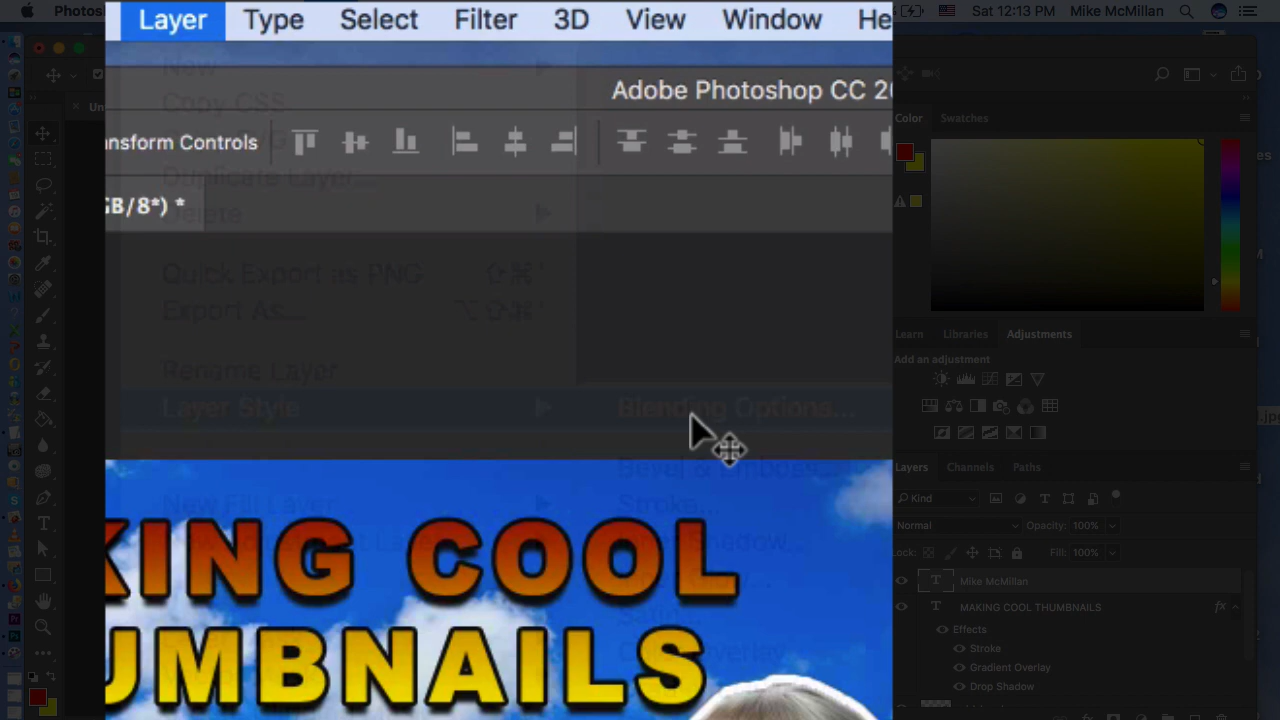 Photos
Layer Type Select Filter 3D View Window He
Sat 12:13 PM Mike McMillan
New
Copy CSS
Adobe Photoshop CC 20
Transform Controls
Duplicate Layer...
GB/8*) *
Delete
Quick Export as PNG
Export As...
Rename Layer
Layer Style
Blending Options...
Bevel & Emboss...
New Fill Layer
Stroke...
Inner Shadow...
Satin...
Color Overlay
KING COOL
UMBNAILS
Color Swatches
Learn Libraries Adjustments
Add an adjustment
Layers Channels Paths
Kind
Normal Opacity: 100%
Lock: Fill: 100%
T Mike McMillan
T MAKING COOL THUMBNAILS fx
Effects
Stroke
Gradient Overlay
Drop Shadow